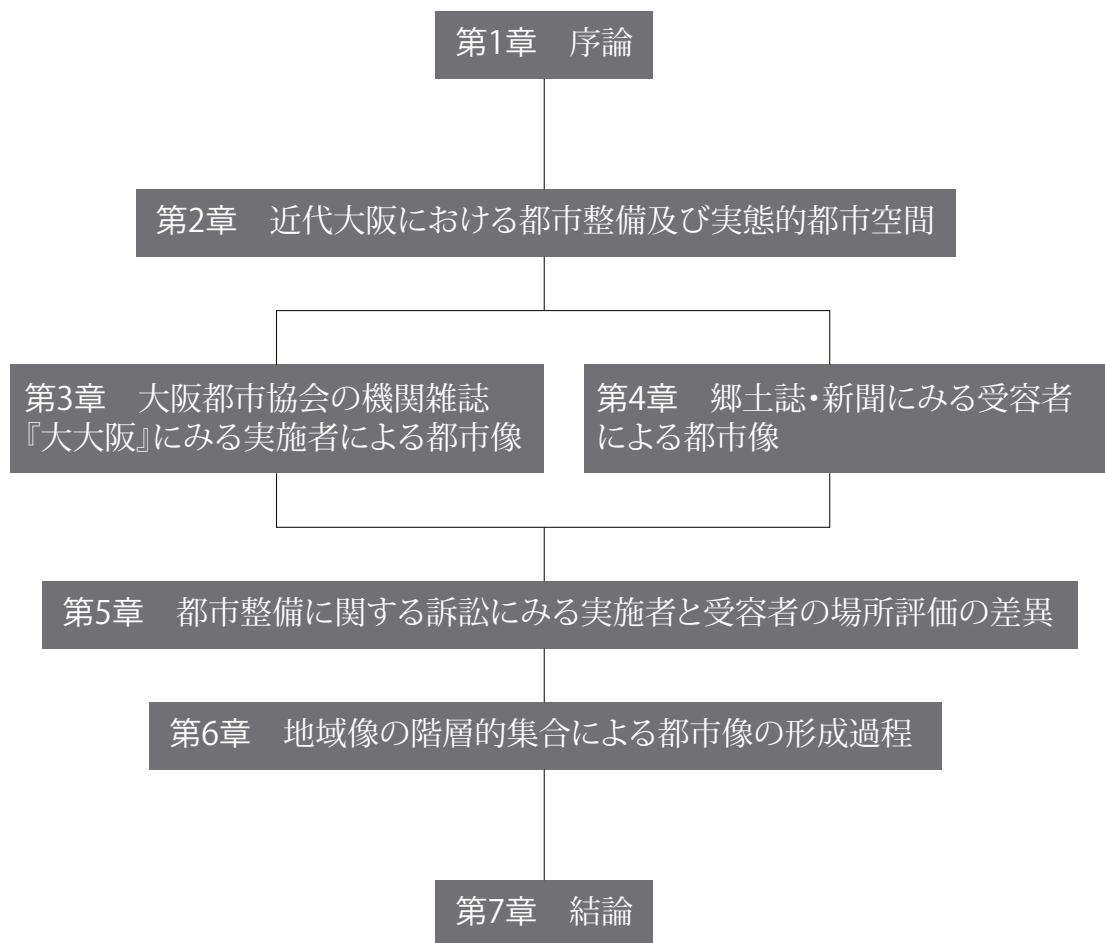 第1章　序論
第2章　近代大阪における都市整備及び実態的都市空間
第3章　大阪都市協会の機関雑誌
『大大阪』にみる実施者による都市像
第4章　郷土誌・新聞にみる受容者
による都市像
第5章　都市整備に関する訴訟にみる実施者と受容者の場所評価の差異
第6章　地域像の階層的集合による都市像の形成過程
第7章　結論